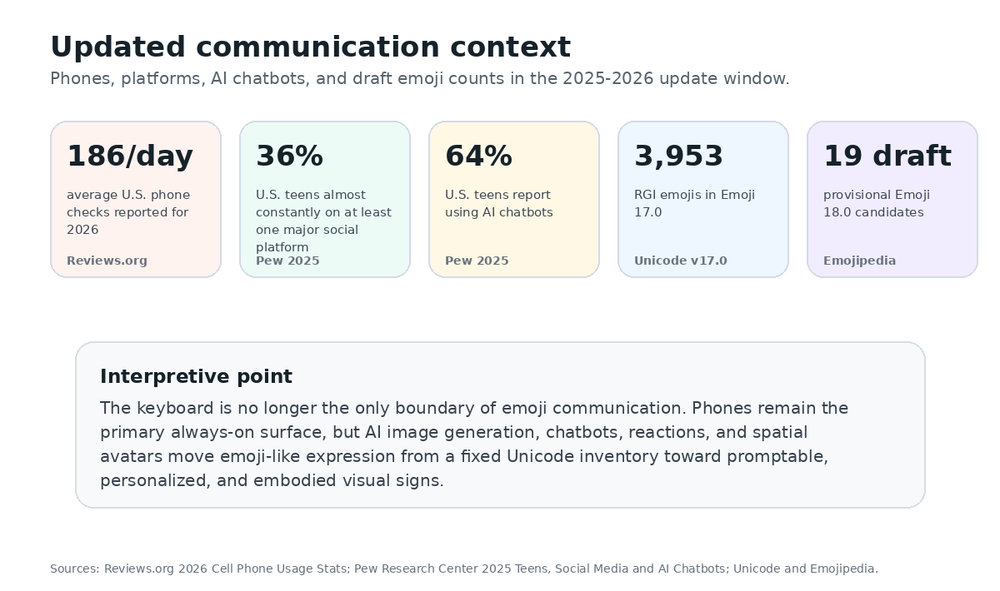 Updated communication context
Phones, platforms, AI chatbots, and draft emoji counts in the 2025-2026 update window.
186/day
average U.S. phone
checks reported for
2026
Reviews.org
36%
U.S. teens almost
constantly on at least
one major social
platform
Pew 2025
64%
U.S. teens report
using AI chatbots
Pew 2025
3,953
RGI emojis in Emoji
17.0
Unicode v17.0
19 draft
provisional Emoji
18.0 candidates
Emojipedia
Interpretive point
The keyboard is no longer the only boundary of emoji communication. Phones remain the
primary always-on surface, but AI image generation, chatbots, reactions, and spatial
avatars move emoji-like expression from a fixed Unicode inventory toward promptable,
personalized, and embodied visual signs.
Sources: Reviews.org 2026 Cell Phone Usage Stats; Pew Research Center 2025 Teens, Social Media and AI Chatbots; Unicode and Emojipedia.